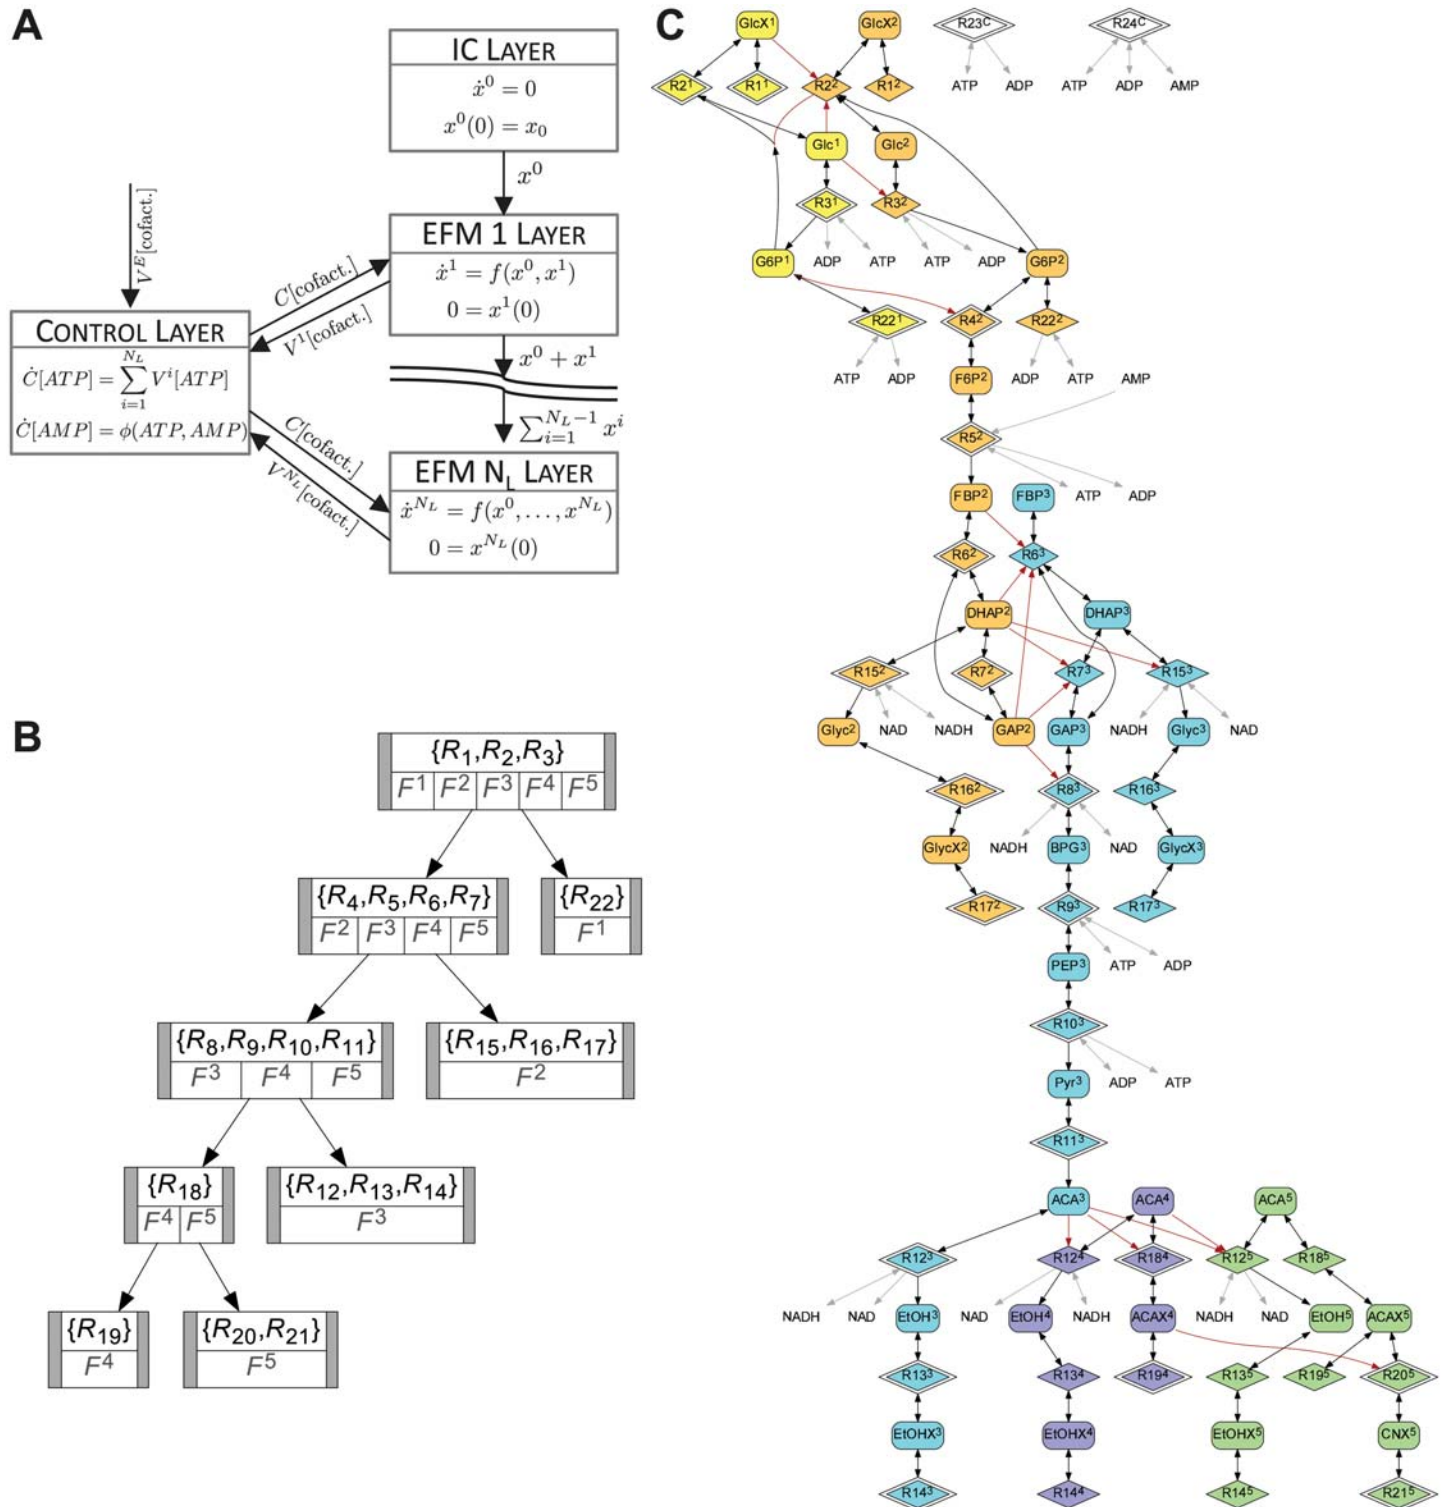 A
IC LAYER
ẋ⁰ = 0
x⁰(0) = x₀
x⁰
V^E[cofact.]
EFM 1 LAYER
ẋ¹ = f(x⁰, x¹)
0 = x¹(0)
C[cofact.]
V¹[cofact.]
CONTROL LAYER
Ċ[ATP] = ∑_{i=1}^{N_L} V^i[ATP]
Ċ[AMP] = ϕ(ATP, AMP)
x⁰ + x¹
∑_{i=1}^{N_L−1} x^i
C[cofact.]
V^{N_L}[cofact.]
EFM N_L LAYER
ẋ^{N_L} = f(x⁰, . . . , x^{N_L})
0 = x^{N_L}(0)
B
{R₁,R₂,R₃}
F¹ F² F³ F⁴ F⁵
{R₄,R₅,R₆,R₇}
F² F³ F⁴ F⁵
{R₂₂}
F¹
{R₈,R₉,R₁₀,R₁₁}
F³ F⁴ F⁵
{R₁₅,R₁₆,R₁₇}
F²
{R₁₈}
F⁴ F⁵
{R₁₂,R₁₃,R₁₄}
F³
{R₁₉}
F⁴
{R₂₀,R₂₁}
F⁵
C
GlcX¹ GlcX² R23ᶜ R24ᶜ
R2¹ R1¹ R2² R1² ATP ADP ATP ADP AMP
Glc¹ Glc²
R3¹ R3²
G6P¹ ADP ATP ATP ADP G6P²
R22¹ R4² R22²
ATP ADP F6P² ADP ATP AMP
R5²
FBP² FBP³ ATP ADP
R6² R6³
DHAP² DHAP³
R15² R7² R7³ R15³
Glyc² NAD NADH GAP² GAP³ NADH Glyc³ NAD
R16² R8³ R16³
GlycX² NADH BPG³ NAD GlycX³
R17² R9³ R17³
PEP³ ATP ADP
R10³
Pyr³ ADP ATP
R11³
ACA³ ACA⁴ ACA⁵
R12³ R12⁴ R18⁴ R12⁵ R18⁵
NADH NAD EtOH³ NAD EtOH⁴ NADH ACAX⁴ NADH NAD EtOH⁵ ACAX⁵
R13³ R13⁴ R19⁴ R13⁵ R19⁵ R20⁵
EtOHX³ EtOHX⁴ EtOHX⁵ CNX⁵
R14³ R14⁴ R14⁵ R21⁵